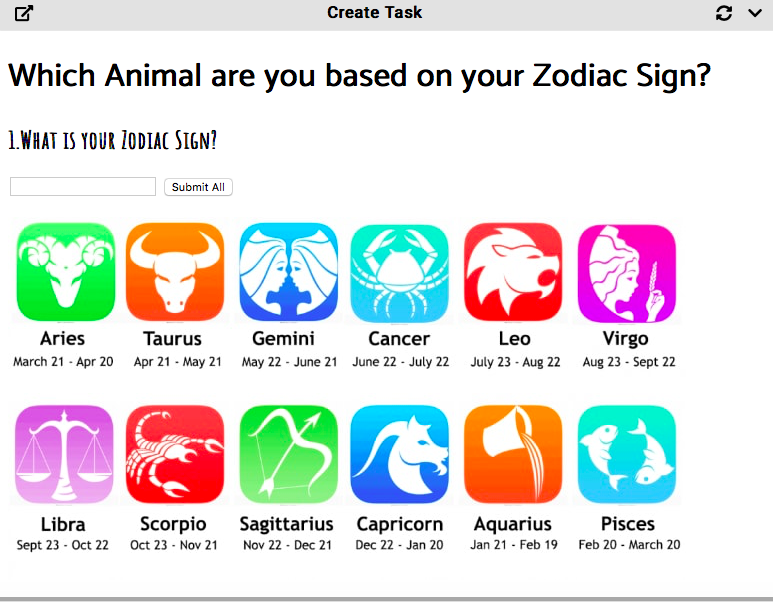 Create Task
Which Animal are you based on your Zodiac Sign?
1.What is your Zodiac Sign?
Submit All
Aries Taurus Gemini Cancer Leo Virgo
March 21 - Apr 20 Apr 21 - May 21 May 22 - June 21 June 22 - July 22 July 23 - Aug 22 Aug 23 - Sept 22
Libra Scorpio Sagittarius Capricorn Aquarius Pisces
Sept 23 - Oct 22 Oct 23 - Nov 21 Nov 22 - Dec 21 Dec 22 - Jan 20 Jan 21 - Feb 19 Feb 20 - March 20